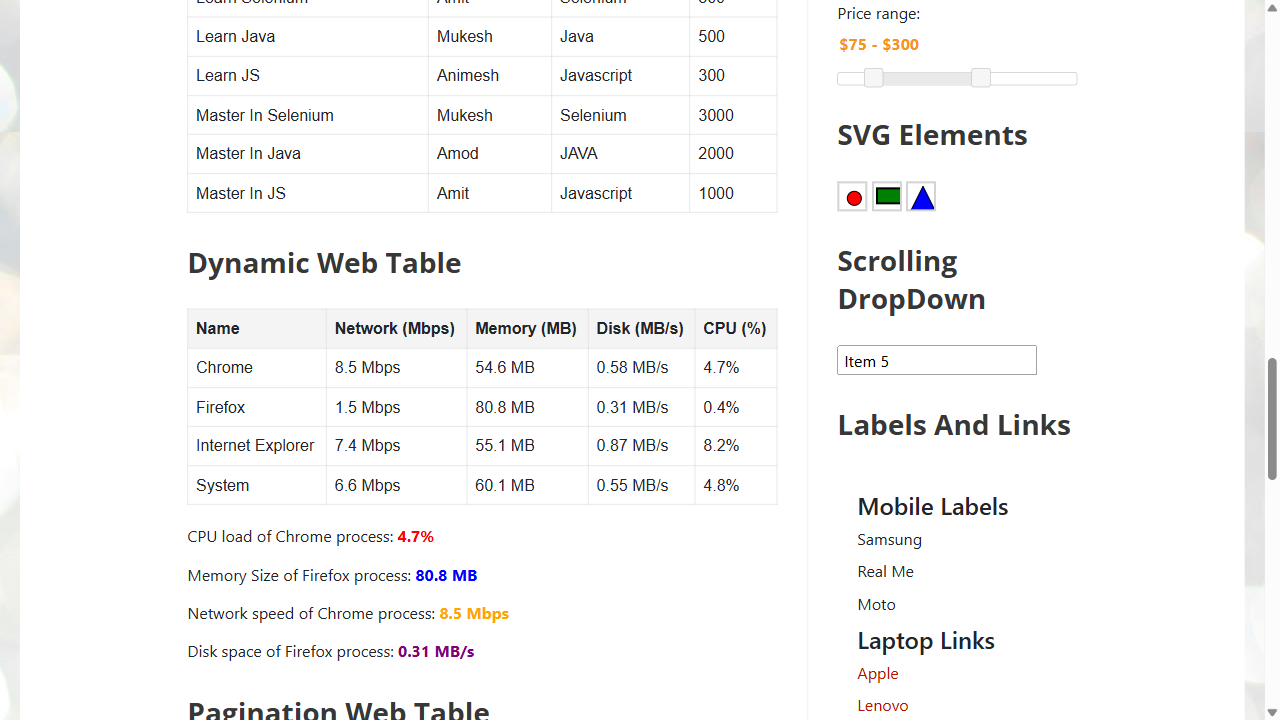 Learn Selenium Amit Selenium 300
Learn Java Mukesh Java 500
Learn JS Animesh Javascript 300
Master In Selenium Mukesh Selenium 3000
Master In Java Amod JAVA 2000
Master In JS Amit Javascript 1000
Dynamic Web Table
Name Network (Mbps) Memory (MB) Disk (MB/s) CPU (%)
Chrome 8.5 Mbps 54.6 MB 0.58 MB/s 4.7%
Firefox 1.5 Mbps 80.8 MB 0.31 MB/s 0.4%
Internet Explorer 7.4 Mbps 55.1 MB 0.87 MB/s 8.2%
System 6.6 Mbps 60.1 MB 0.55 MB/s 4.8%
CPU load of Chrome process: 4.7%
Memory Size of Firefox process: 80.8 MB
Network speed of Chrome process: 8.5 Mbps
Disk space of Firefox process: 0.31 MB/s
Pagination Web Table
Price range:
$75 - $300
SVG Elements
Scrolling
DropDown
Item 5
Labels And Links
Mobile Labels
Samsung
Real Me
Moto
Laptop Links
Apple
Lenovo